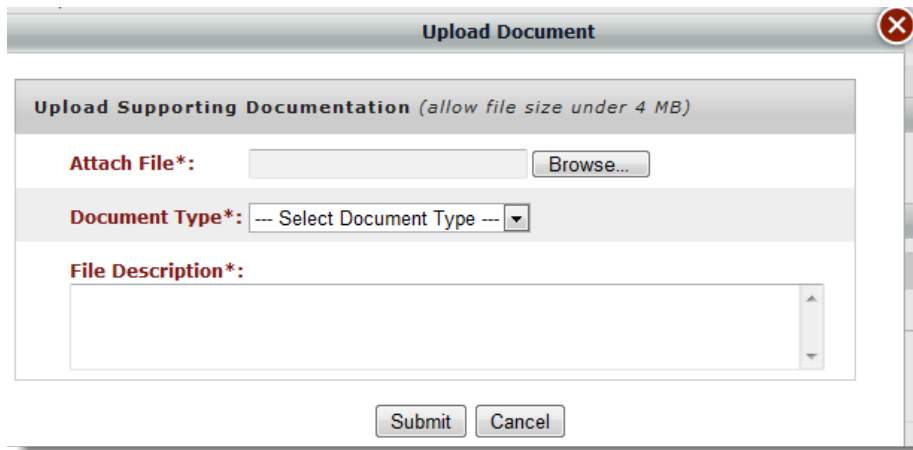 Upload Document
Upload Supporting Documentation (allow file size under 4 MB)
Attach File*: Browse...
Document Type*: --- Select Document Type ---
File Description*:
Submit Cancel